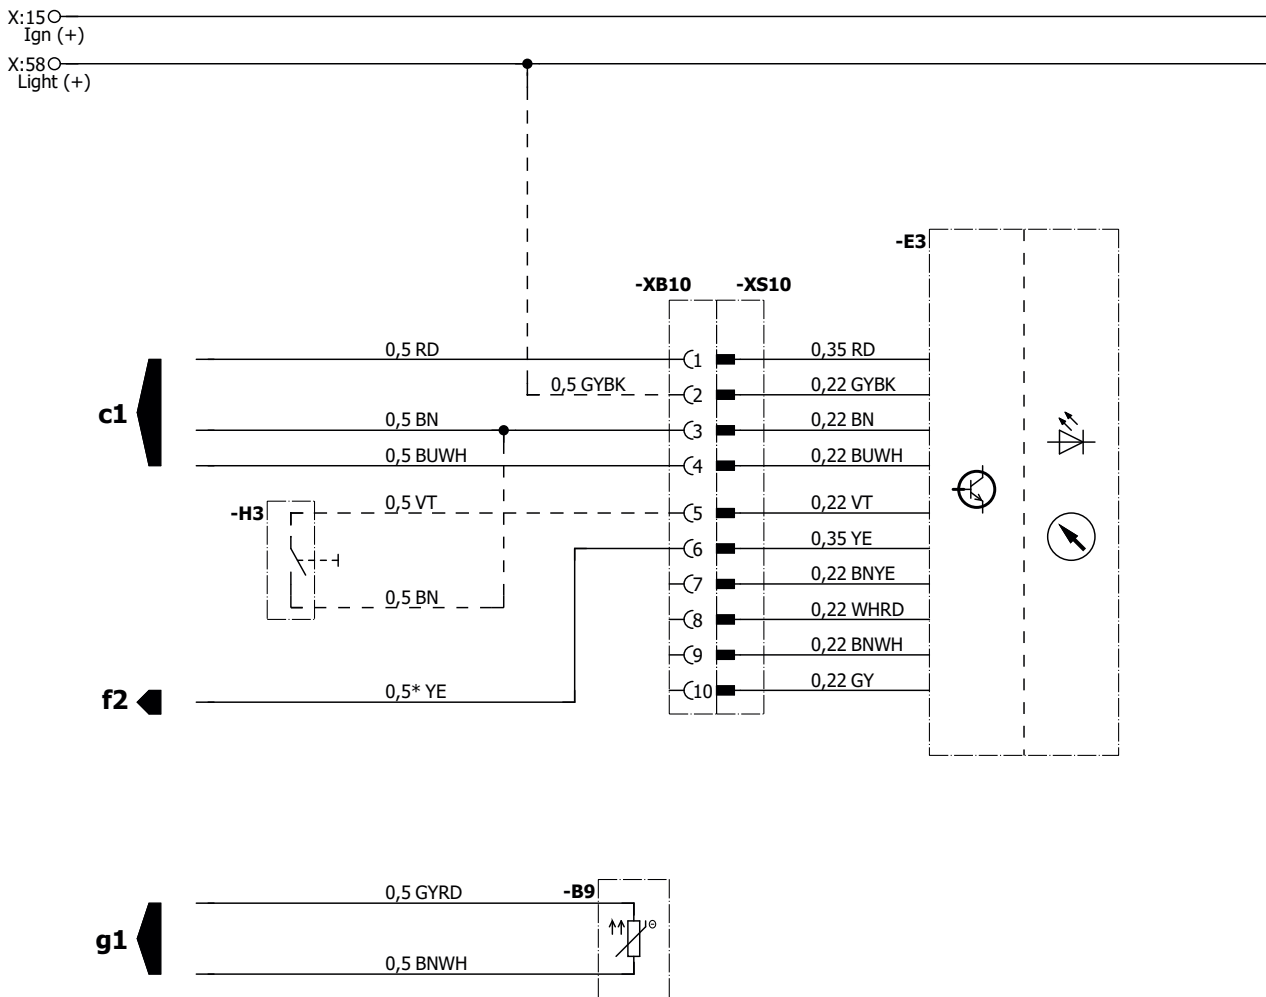 X:15
Ign (+)
X:58
Light (+)
-E3
-XB10 -XS10
0,5 RD 1 0,35 RD
0,5 GYBK 2 0,22 GYBK
c1
0,5 BN 3 0,22 BN
0,5 BUWH 4 0,22 BUWH
-H3
0,5 VT 5 0,22 VT
6 0,35 YE
7 0,22 BNYE
0,5 BN
8 0,22 WHRD
9 0,22 BNWH
f2 0,5* YE
10 0,22 GY
0,5 GYRD -B9
g1
Θ
0,5 BNWH